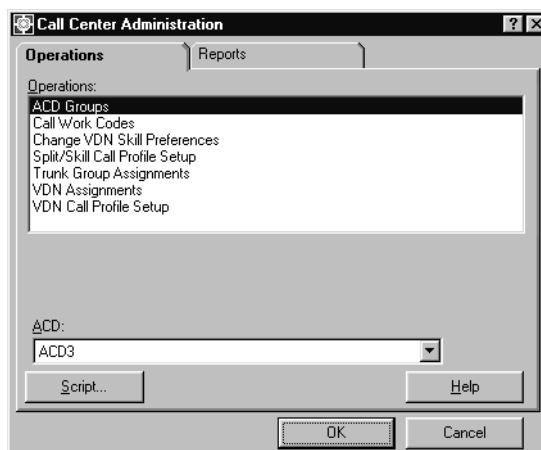 Call Center Administration
Operations
Reports
Operations:
ACD Groups
Call Work Codes
Change VDN Skill Preferences
Split/Skill Call Profile Setup
Trunk Group Assignments
VDN Assignments
VDN Call Profile Setup
ACD:
ACD3
Script...
Help
OK
Cancel